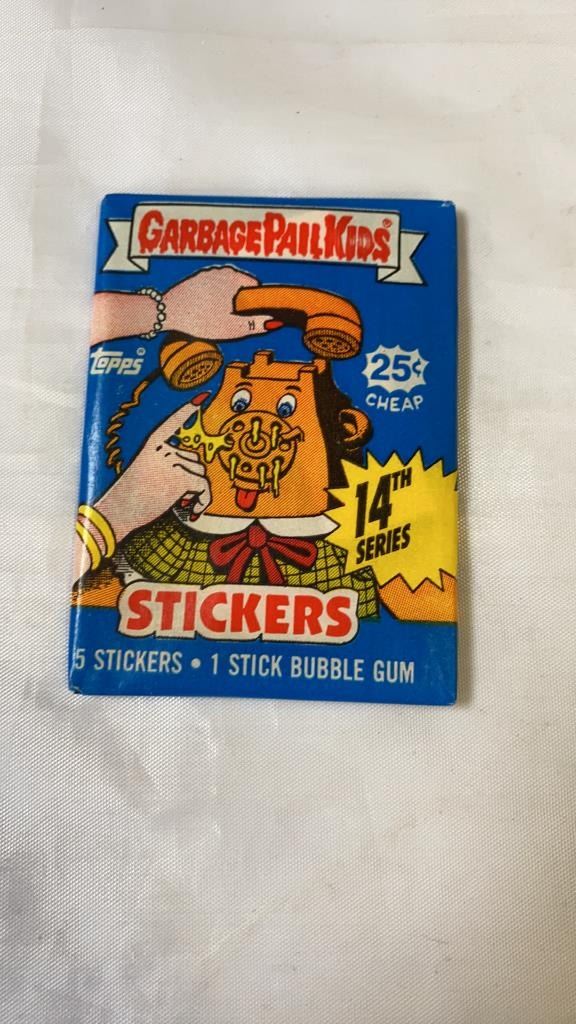 GARBAGE PAIL KIDS®
TOPPS®
25¢
CHEAP
14TH
SERIES
STICKERS
5 STICKERS • 1 STICK BUBBLE GUM